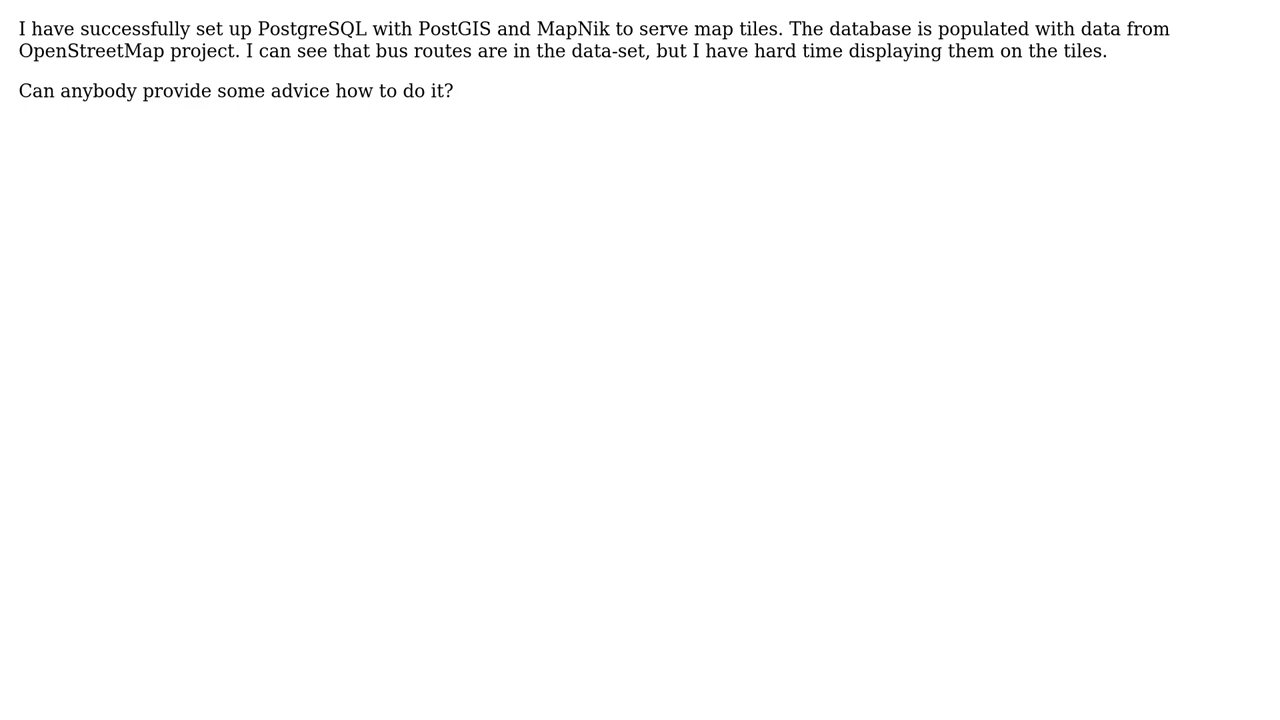 I have successfully set up PostgreSQL with PostGIS and MapNik to serve map tiles. The database is populated with data from
OpenStreetMap project. I can see that bus routes are in the data-set, but I have hard time displaying them on the tiles.
Can anybody provide some advice how to do it?